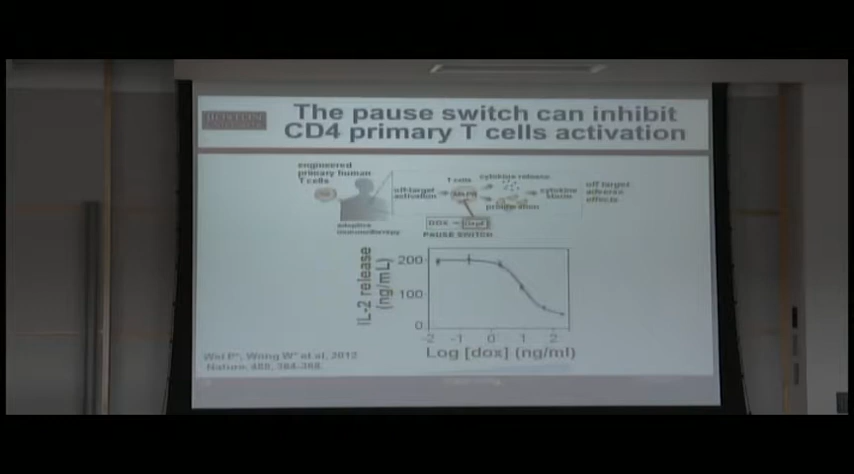 The pause switch can inhibit
CD4 primary T cells activation
engineered
primary human
T cells
adoptive
immunotherapy
off-target
activation
T cells
cytokine release
proliferation
cytokine
storm
off target
adverse
effects
DOX
PAUSE SWITCH
IL-2 release
(ng/mL)
200
100
0
-2 -1 0 1 2
Log [dox] (ng/ml)
Wei P*, Wong W* et al, 2012
Nature. 488, 384-388.